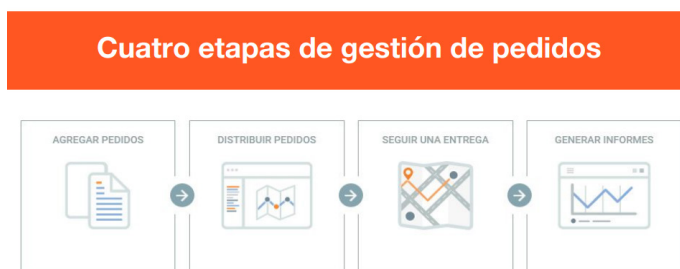 Cuatro etapas de gestión de pedidos
AGREGAR PEDIDOS
DISTRIBUIR PEDIDOS
SEGUIR UNA ENTREGA
GENERAR INFORMES